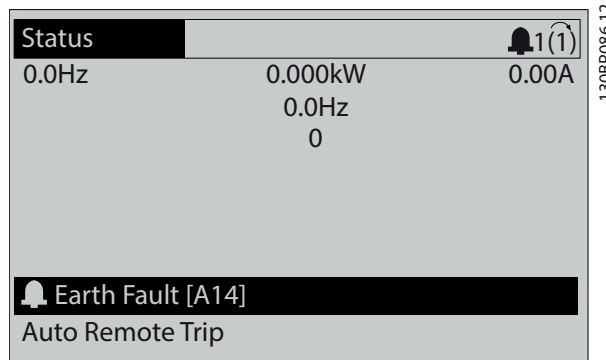 Status 1(1)
0.0Hz 0.000kW 0.00A
0.0Hz
0
Earth Fault [A14]
Auto Remote Trip
130BP086.12